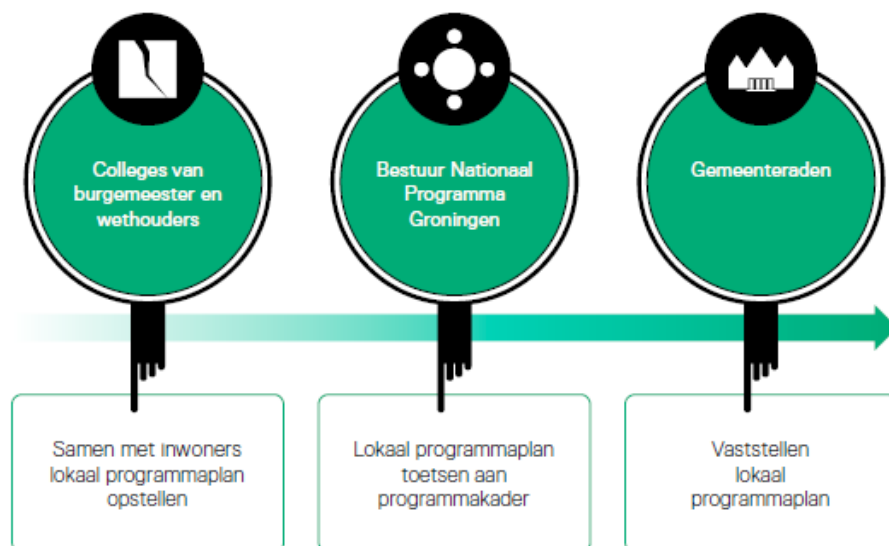 Colleges van
burgemeester en
wethouders
Bestuur Nationaal
Programma
Groningen
Gemeenteraden
Samen met inwoners
lokaal programmaplan
opstellen
Lokaal programmaplan
toetsen aan
programmakader
Vaststellen
lokaal
programmaplan